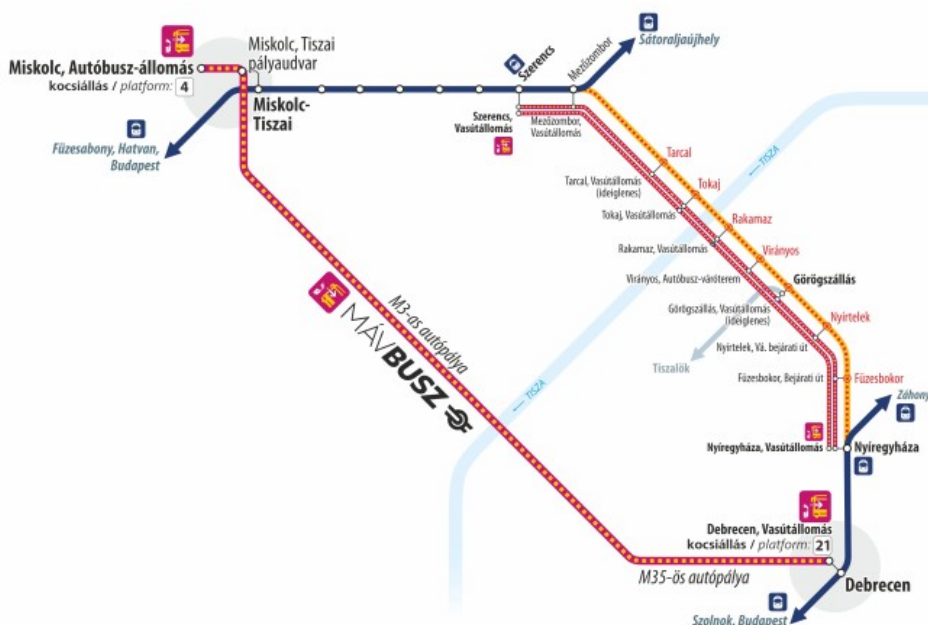 Sátoraljaújhely
Miskolc, Autóbusz-állomás
kocsiállás / platform: 4
Miskolc, Tiszai
pályaudvar
Miskolc-
Tiszai
Füzesabony, Hatvan,
Budapest
Szerencs
Mezőzombor
Szerencs,
Vasútállomás
Mezőzombor,
Vasútállomás
TISZA
Tarcal
Tarcal, Vasútállomás
(ideiglenes)
Tokaj
Tokaj, Vasútállomás
Rakamaz
Rakamaz, Vasútállomás
Virányos
Virányos, Autóbusz-váróterem
Görögszállás
Görögszállás, Vasútállomás
(ideiglenes)
Nyírtelek
Nyírtelek, Vá. bejárati út
Tiszalök
Füzesbokor
Füzesbokor, Bejárati út
Záhony
Nyíregyháza, Vasútállomás
Nyíregyháza
M3-as autópálya
MÁVBUSZ
← TISZA
Debrecen, Vasútállomás
kocsiállás / platform: 21
M35-ös autópálya
Debrecen
Szolnok, Budapest